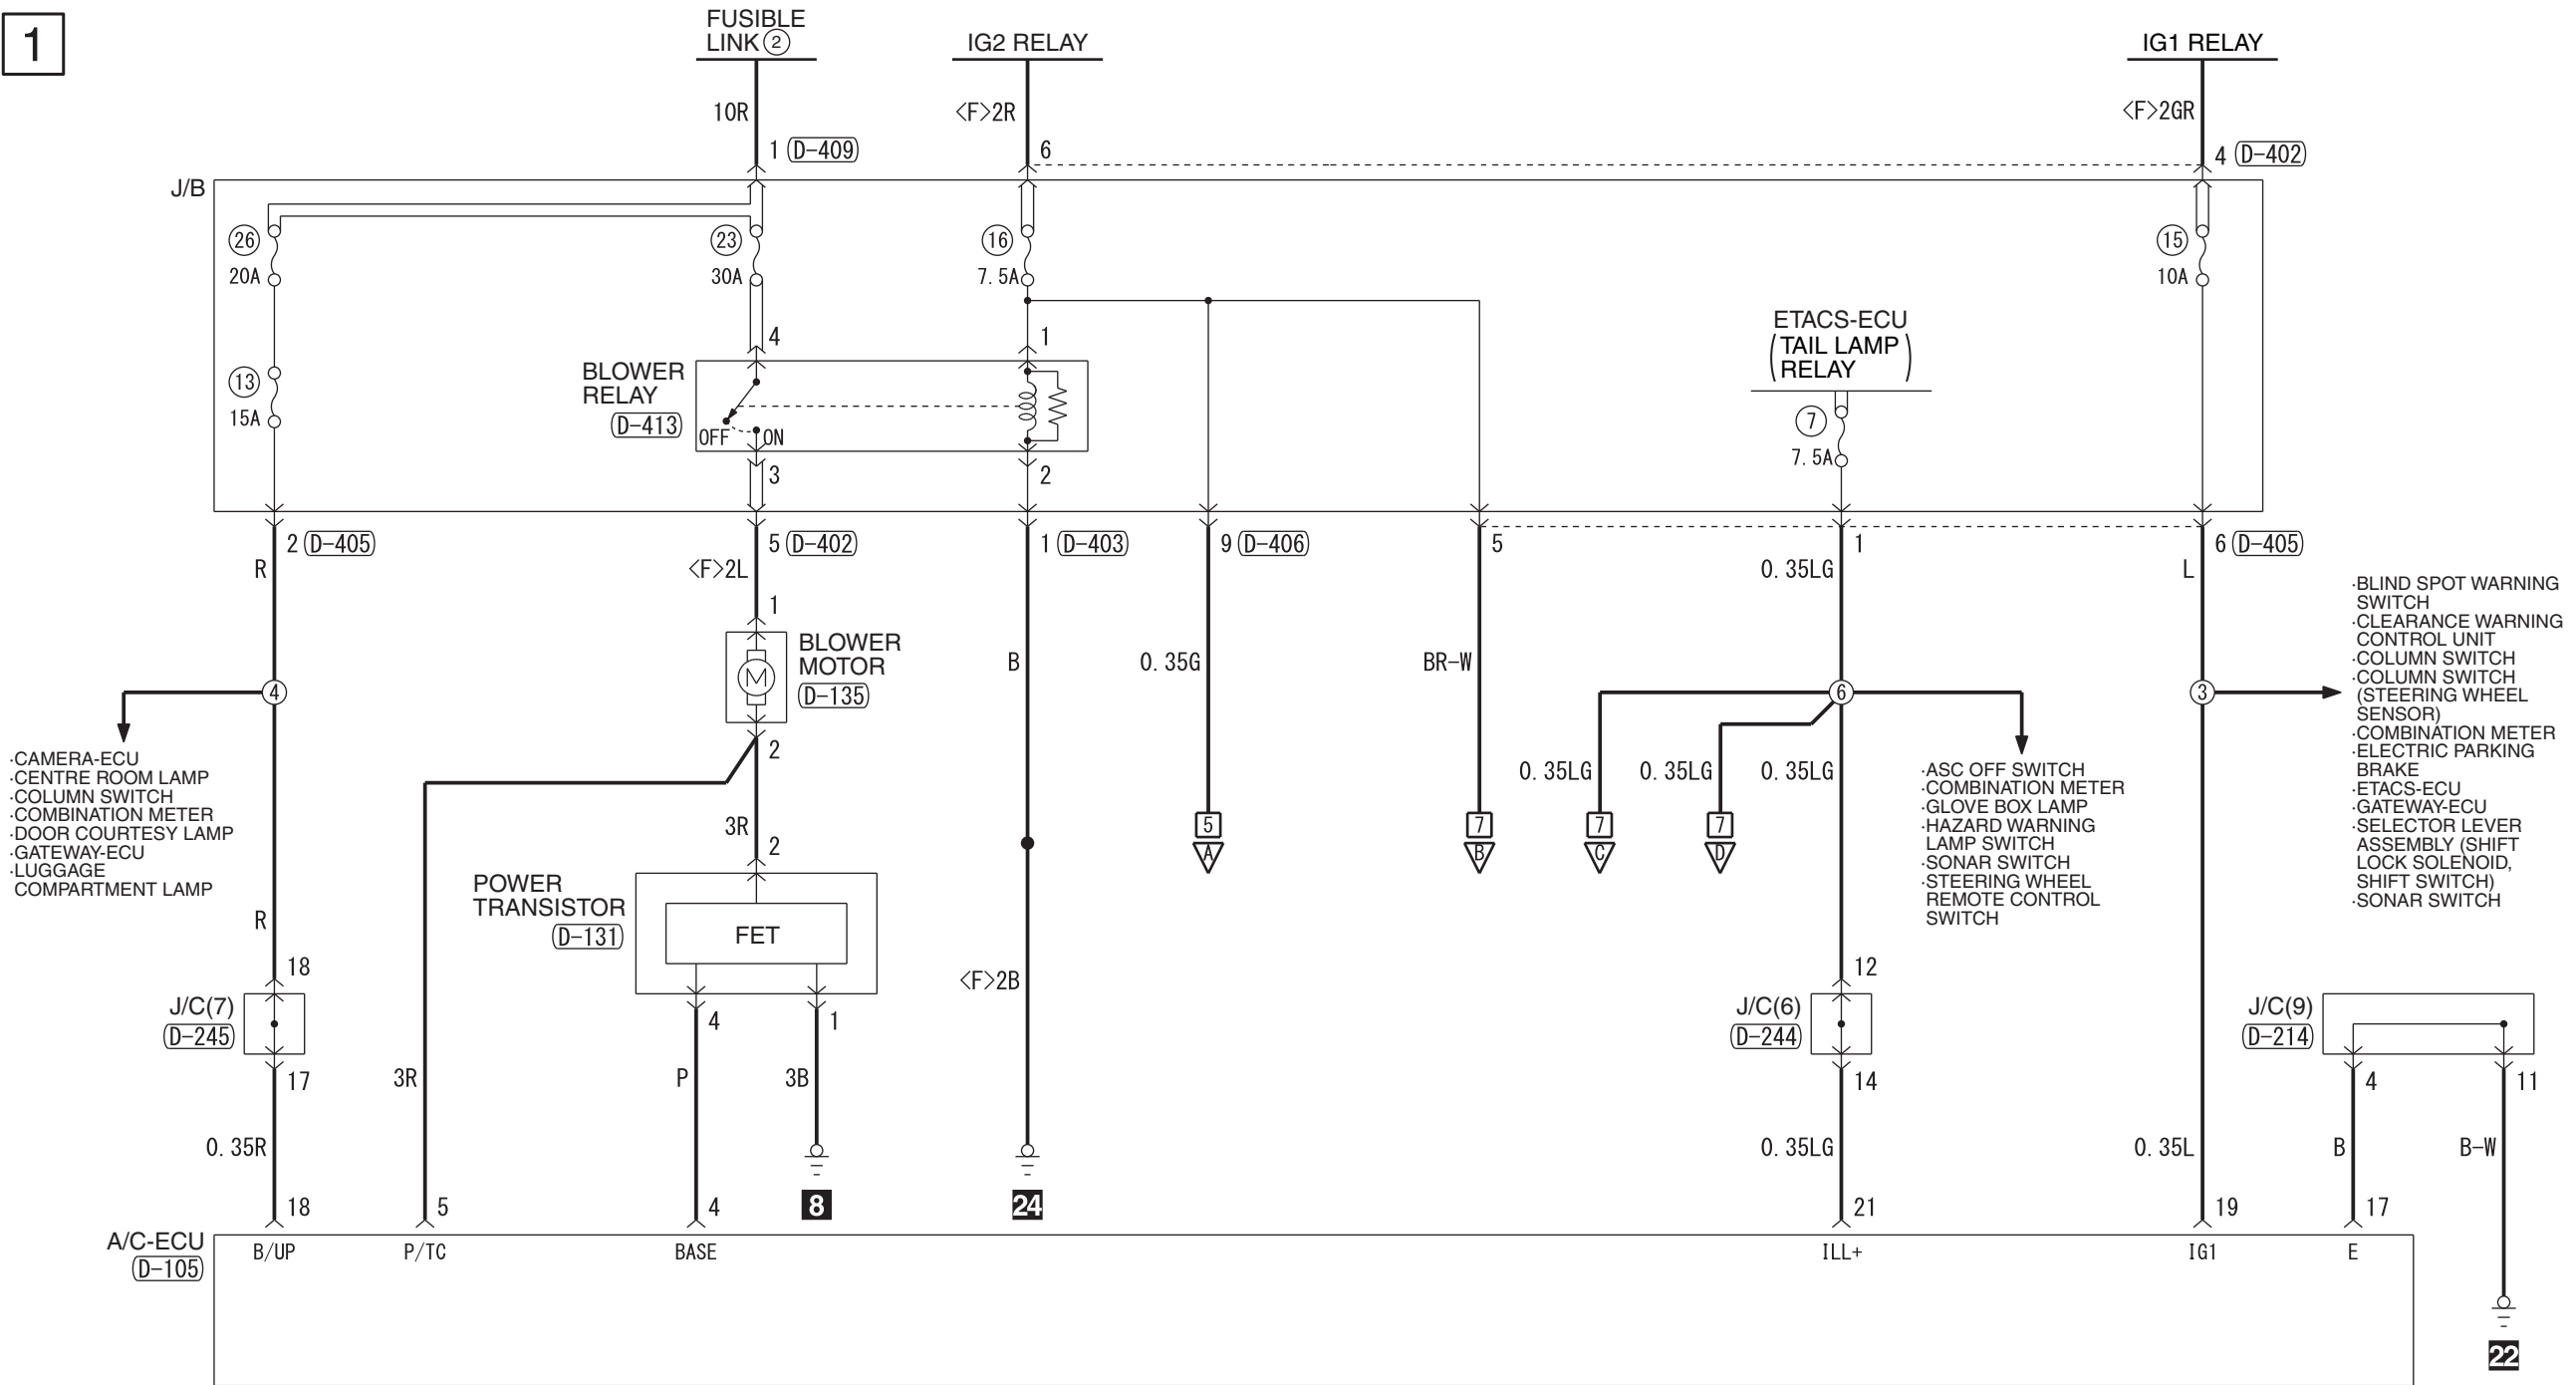 1
FUSIBLE
LINK 2
IG2 RELAY
IG1 RELAY
10R
<F>2R
<F>2GR
1 (D-409)
6
4 (D-402)
J/B
26
23
16
15
20A
30A
7.5A
10A
4
1
ETACS-ECU
(TAIL LAMP
RELAY)
BLOWER
RELAY
(D-413)
13
15A
OFF
ON
7
7.5A
3
2
2 (D-405)
5 (D-402)
1 (D-403)
9 (D-406)
5
1
6 (D-405)
R
<F>2L
0.35LG
L
1
BLOWER
MOTOR
(D-135)
M
B
0.35G
BR-W
4
6
3
2
·BLIND SPOT WARNING
SWITCH
·CLEARANCE WARNING
CONTROL UNIT
·COLUMN SWITCH
·COLUMN SWITCH
(STEERING WHEEL
SENSOR)
·COMBINATION METER
·ELECTRIC PARKING
BRAKE
·ETACS-ECU
·GATEWAY-ECU
·SELECTOR LEVER
ASSEMBLY (SHIFT
LOCK SOLENOID,
SHIFT SWITCH)
·SONAR SWITCH
·CAMERA-ECU
·CENTRE ROOM LAMP
·COLUMN SWITCH
·COMBINATION METER
·DOOR COURTESY LAMP
·GATEWAY-ECU
·LUGGAGE
COMPARTMENT LAMP
0.35LG
0.35LG
0.35LG
·ASC OFF SWITCH
·COMBINATION METER
·GLOVE BOX LAMP
·HAZARD WARNING
LAMP SWITCH
·SONAR SWITCH
·STEERING WHEEL
REMOTE CONTROL
SWITCH
3R
2
5
7
7
7
A
B
C
D
POWER
TRANSISTOR
(D-131)
FET
R
18
<F>2B
12
J/C(7)
(D-245)
4
1
J/C(6)
(D-244)
J/C(9)
(D-214)
17
3R
P
3B
14
4
11
0.35R
0.35LG
0.35L
B
B-W
18
5
4
8
24
21
19
17
A/C-ECU
(D-105)
B/UP
P/TC
BASE
ILL+
IG1
E
22